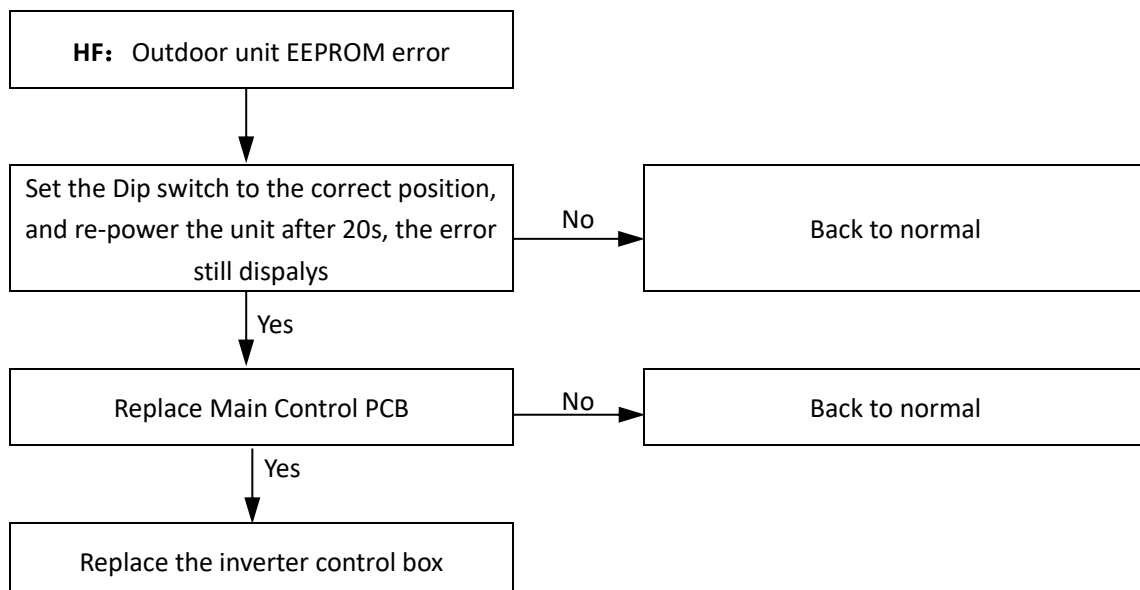 HF： Outdoor unit EEPROM error
Set the Dip switch to the correct position,
and re-power the unit after 20s, the error
still dispalys
No
Back to normal
Yes
Replace Main Control PCB
No
Back to normal
Yes
Replace the inverter control box